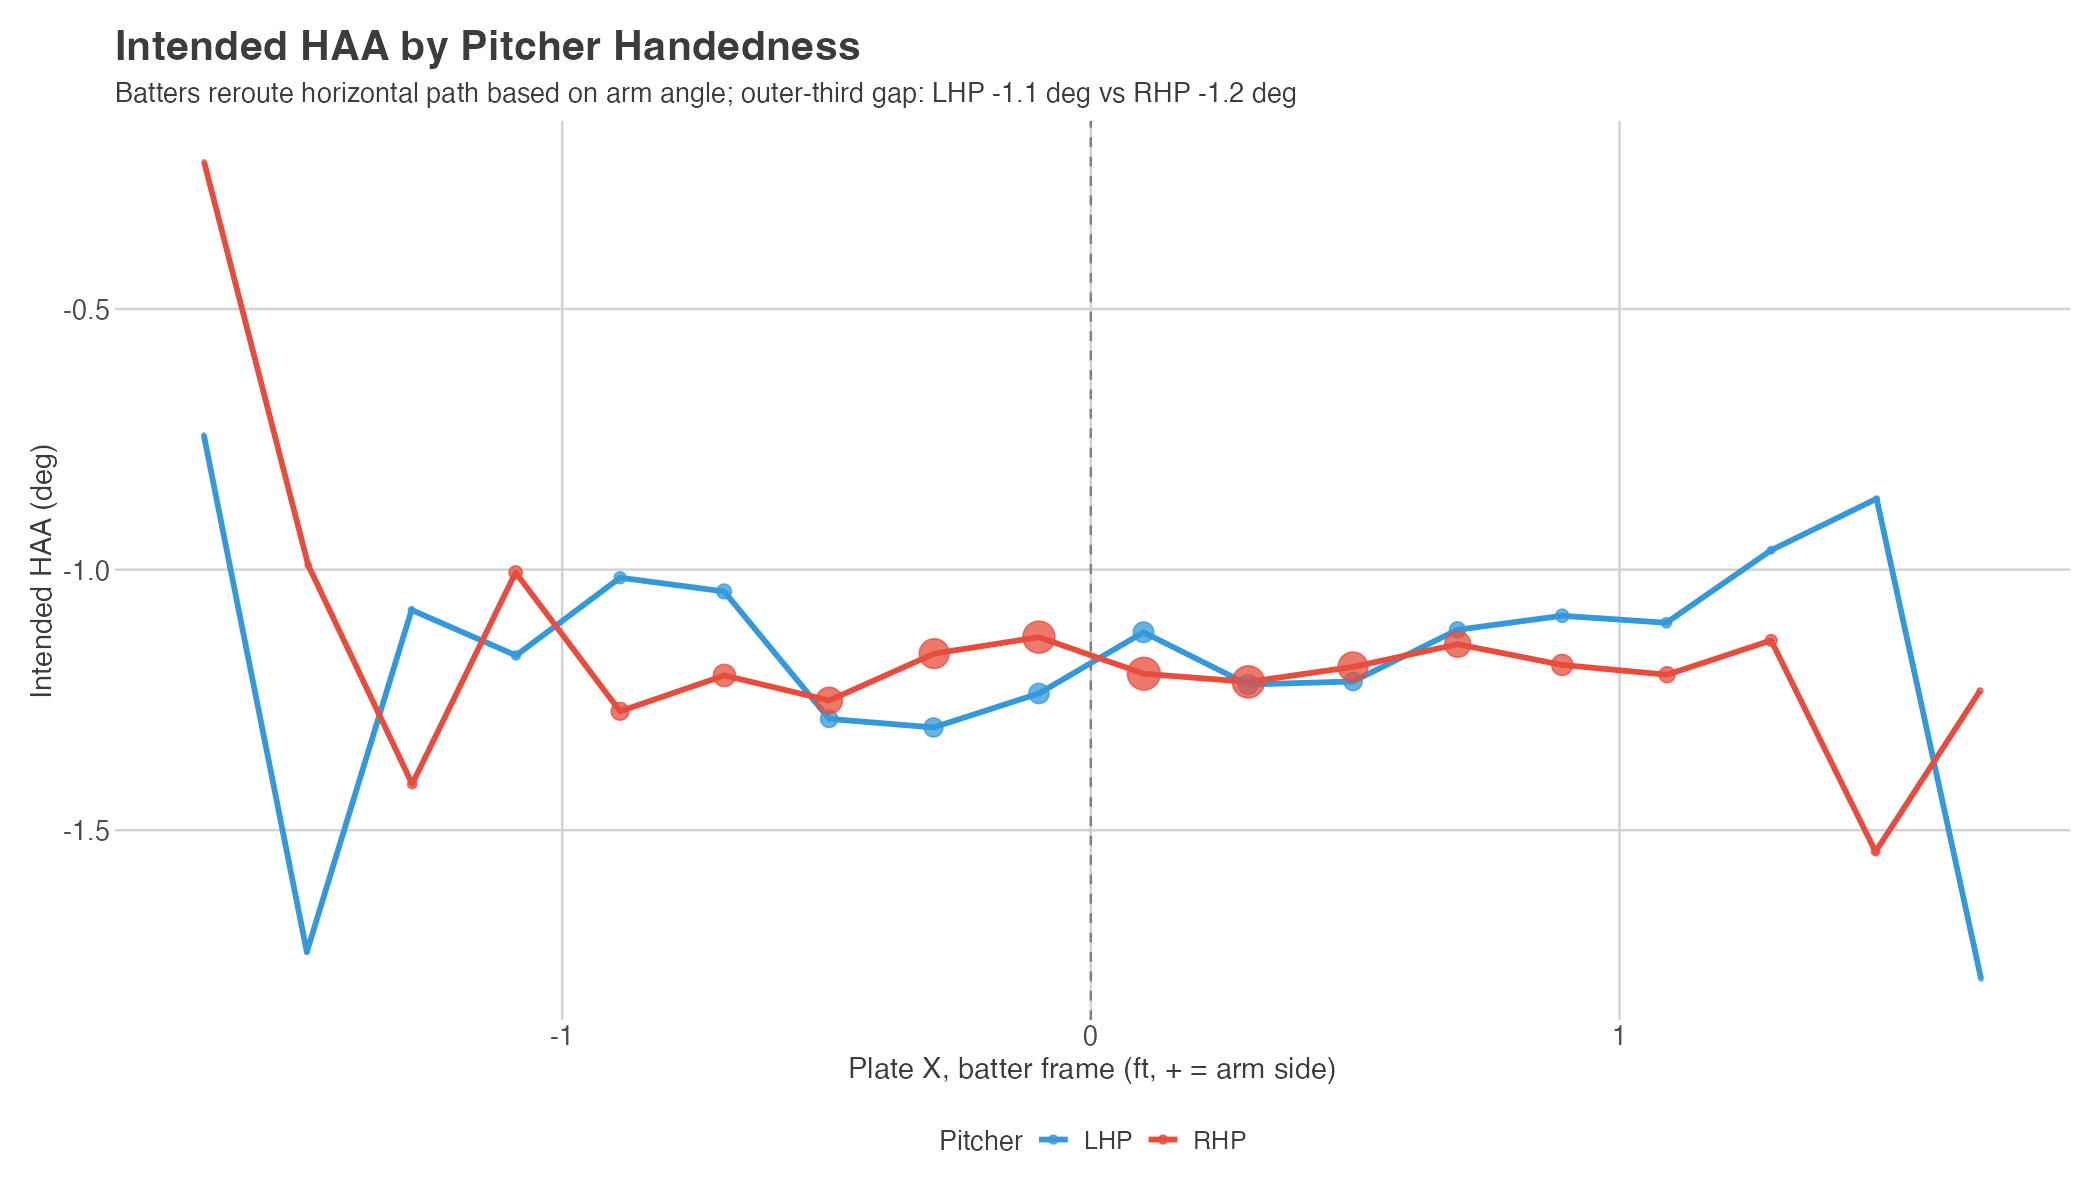 Intended HAA by Pitcher Handedness
Batters reroute horizontal path based on arm angle; outer-third gap: LHP -1.1 deg vs RHP -1.2 deg
Intended HAA (deg)
-0.5
-1.0
-1.5
-1
0
1
Plate X, batter frame (ft, + = arm side)
Pitcher LHP RHP